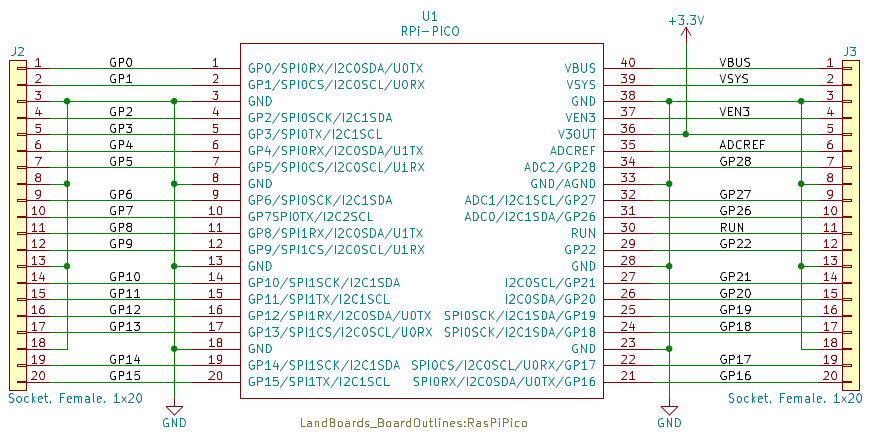 U1
RPi-PICO
+3.3V
J2
J3
1 GP0 1 GP0/SPI0RX/I2C0SDA/U0TX VBUS 40 VBUS 1
2 GP1 2 GP1/SPI0CS/I2C0SCL/U0RX VSYS 39 VSYS 2
3 3 GND GND 38 3
4 GP2 4 GP2/SPI0SCK/I2C1SDA VEN3 37 VEN3 4
5 GP3 5 GP3/SPI0TX/I2C1SCL V3OUT 36 5
6 GP4 6 GP4/SPI0RX/I2C0SDA/U1TX ADCREF 35 ADCREF 6
7 GP5 7 GP5/SPI0CS/I2C0SCL/U1RX ADC2/GP28 34 GP28 7
8 8 GND GND/AGND 33 8
9 GP6 9 GP6/SPI0SCK/I2C1SDA ADC1/I2C1SCL/GP27 32 GP27 9
10 GP7 10 GP7SPI0TX/I2C2SCL ADC0/I2C1SDA/GP26 31 GP26 10
11 GP8 11 GP8/SPI1RX/I2C0SDA/U1TX RUN 30 RUN 11
12 GP9 12 GP9/SPI1CS/I2C0SCL/U1RX GP22 29 GP22 12
13 13 GND GND 28 13
14 GP10 14 GP10/SPI1SCK/I2C1SDA I2C0SCL/GP21 27 GP21 14
15 GP11 15 GP11/SPI1TX/I2C1SCL I2C0SDA/GP20 26 GP20 15
16 GP12 16 GP12/SPI1RX/I2C0SDA/U0TX SPI0SCK/I2C1SDA/GP19 25 GP19 16
17 GP13 17 GP13/SPI1CS/I2C0SCL/U0RX SPI0SCK/I2C1SDA/GP18 24 GP18 17
18 18 GND GND 23 18
19 GP14 19 GP14/SPI1SCK/I2C1SDA SPI0CS/I2C0SCL/U0RX/GP17 22 GP17 19
20 GP15 20 GP15/SPI1TX/I2C1SCL SPI0RX/I2C0SDA/U0TX/GP16 21 GP16 20
Socket, Female. 1x20
Socket, Female. 1x20
GND
LandBoards_BoardOutlines:RasPiPico
GND